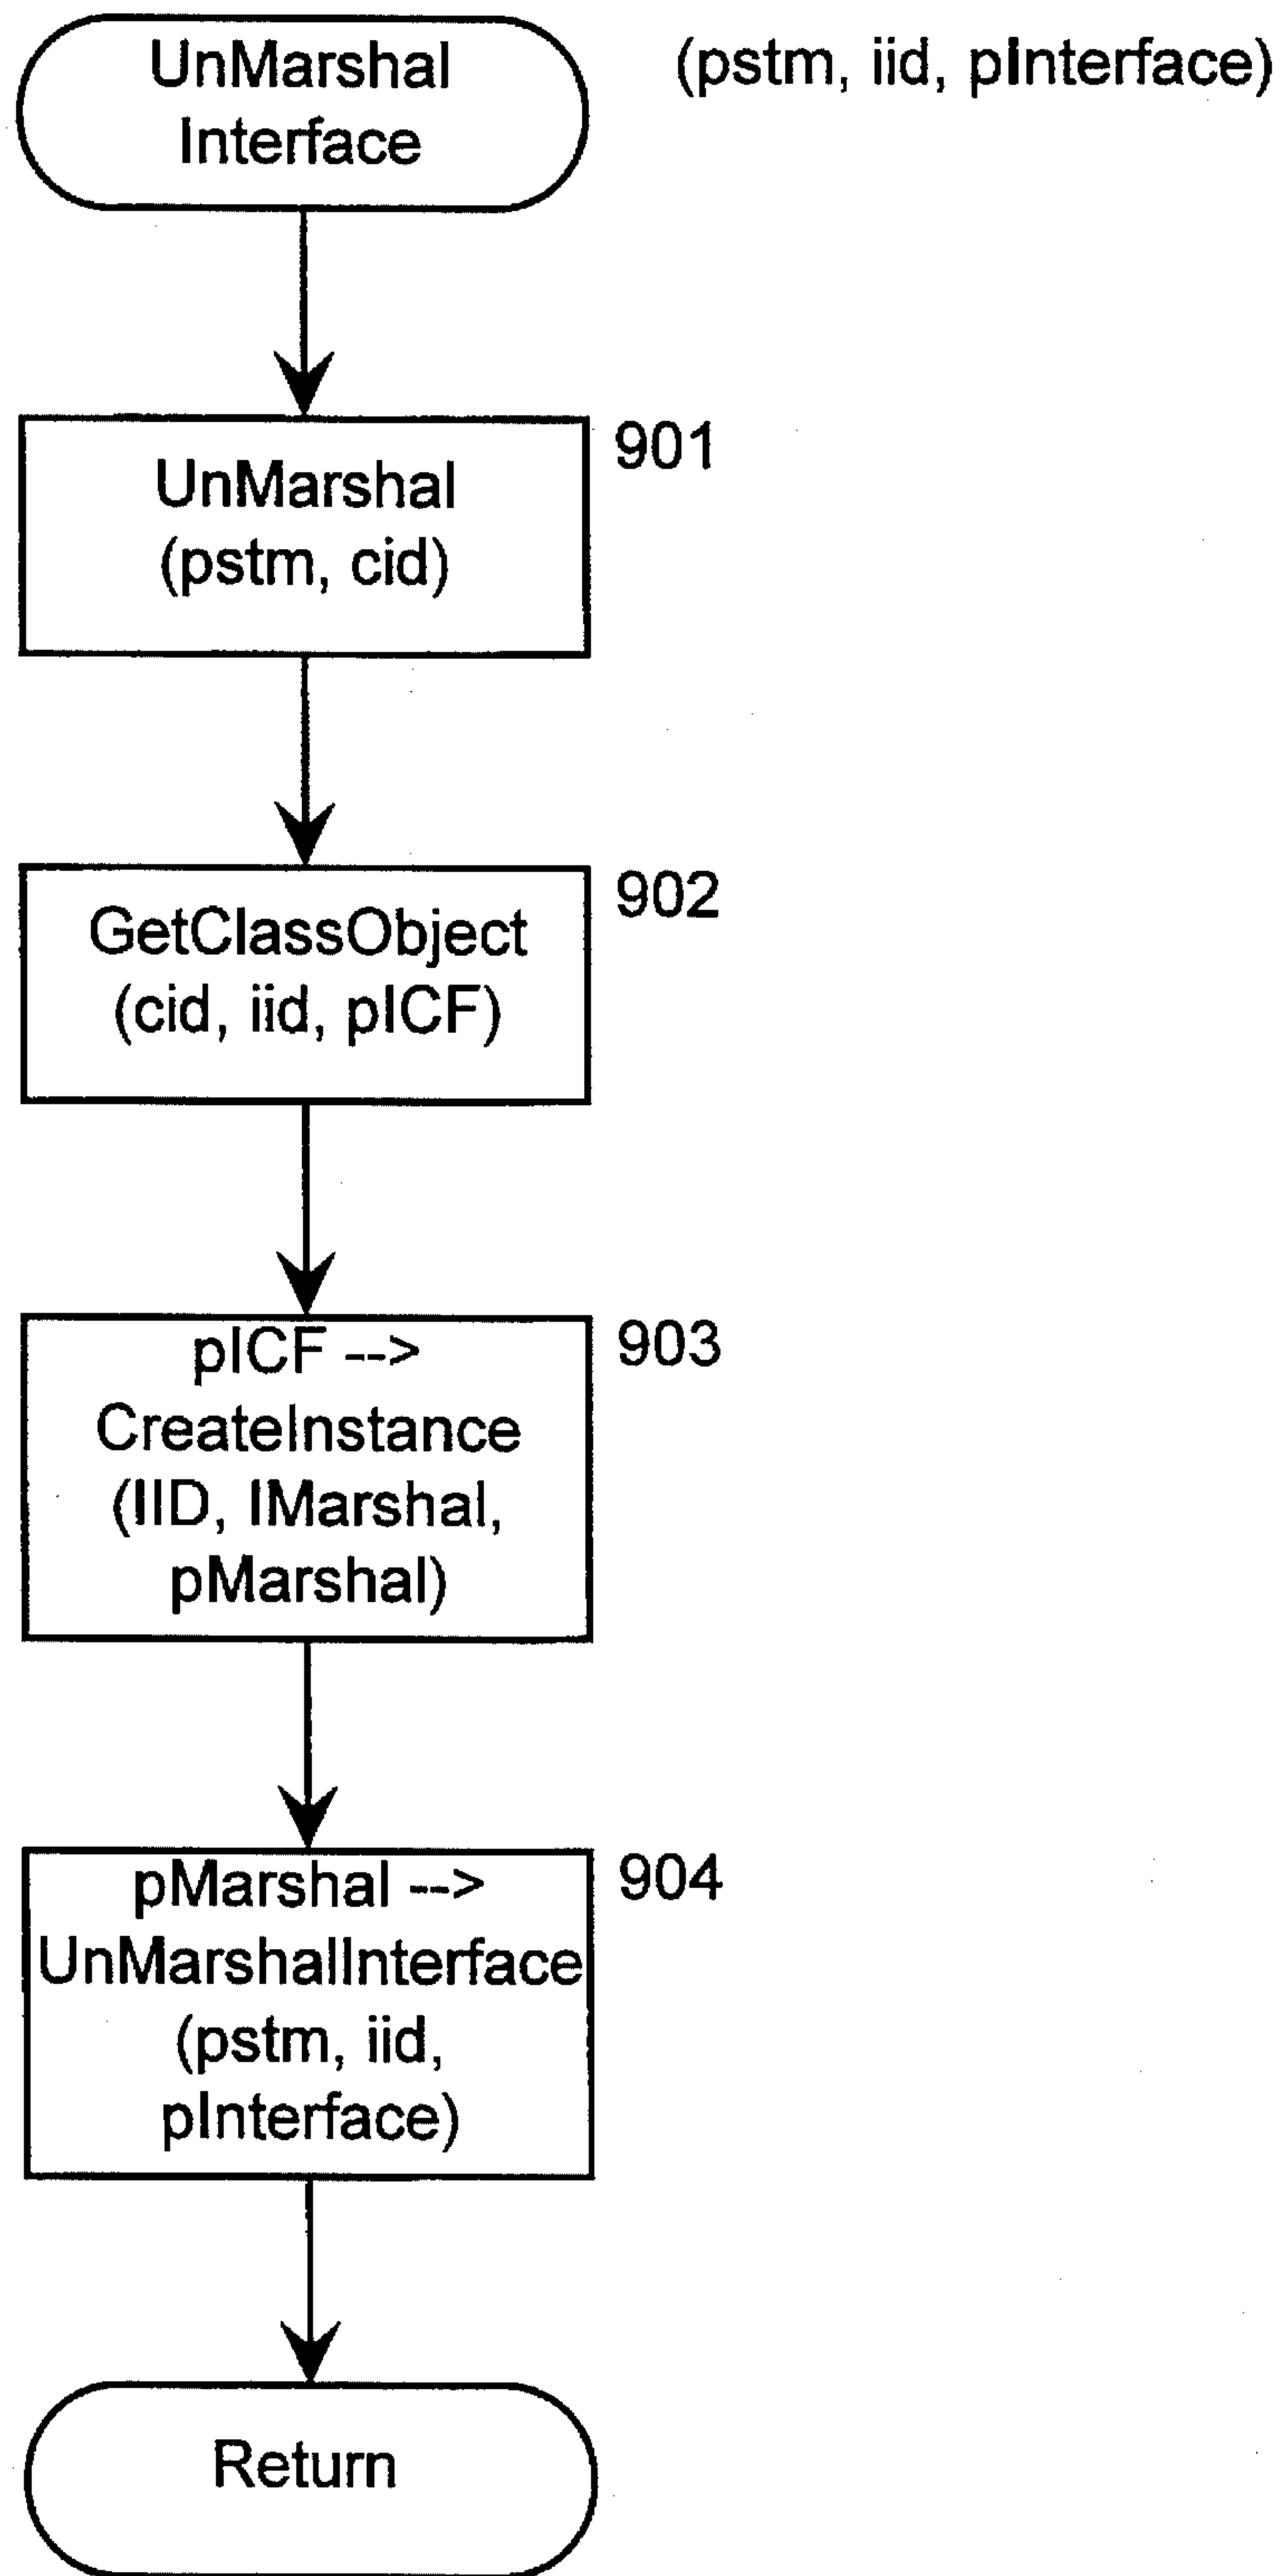 UnMarshal
Interface
(pstm, iid, pInterface)
UnMarshal
(pstm, cid)
901
GetClassObject
(cid, iid, pICF)
902
pICF -->
CreateInstance
(IID, IMarshal,
pMarshal)
903
pMarshal -->
UnMarshalInterface
(pstm, iid,
pInterface)
904
Return